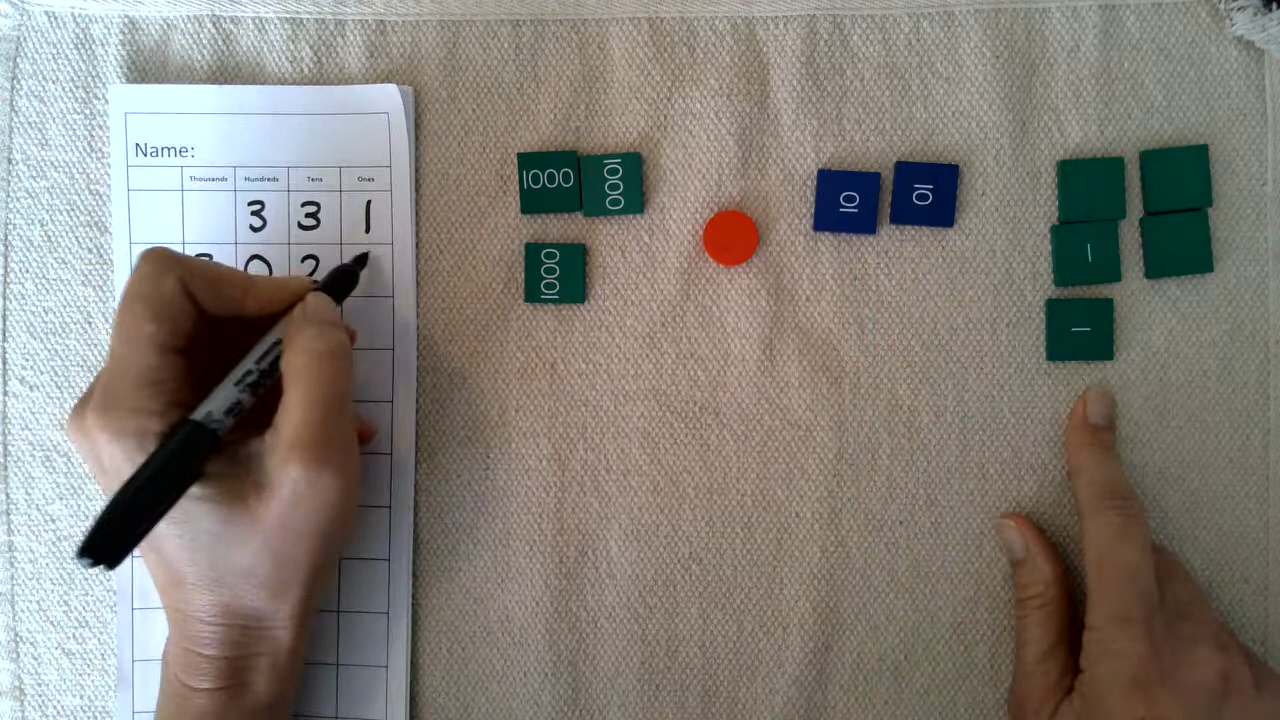 Name:
Thousands Hundreds Tens Ones
3 3 1
0 2
1000 1000
1000
10 10
1
1